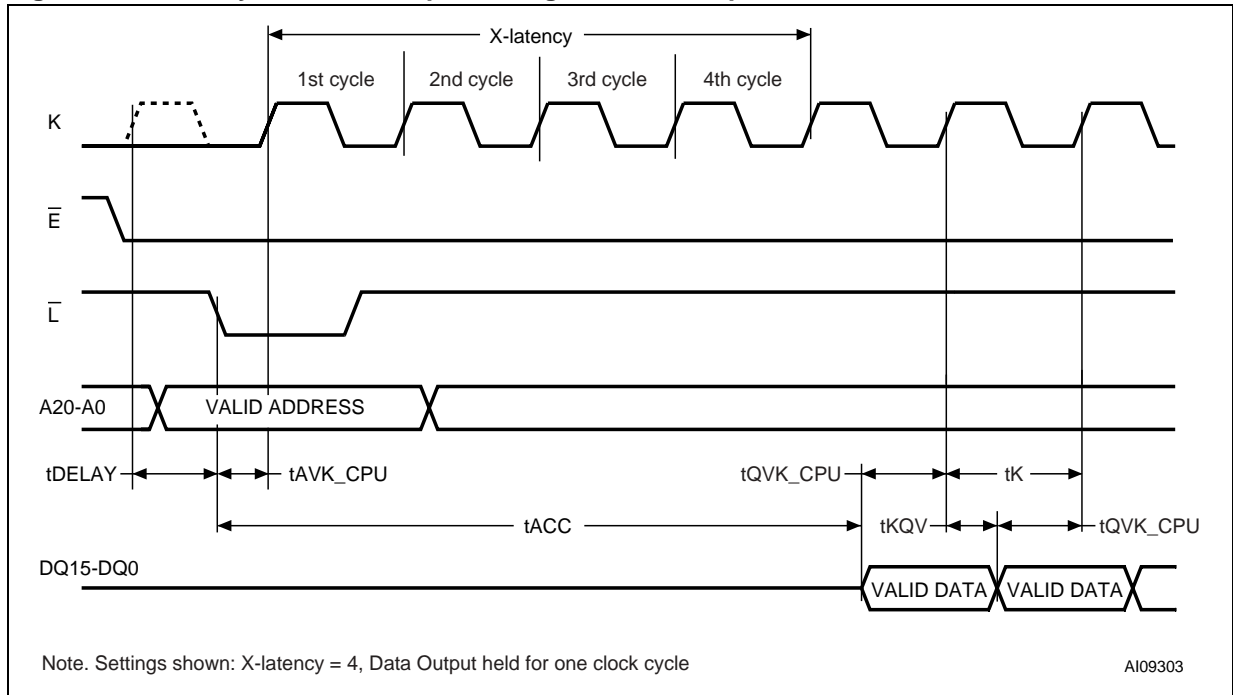 X-latency
1st cycle 2nd cycle 3rd cycle 4th cycle
K
E
L
A20-A0 VALID ADDRESS
tDELAY tAVK_CPU tQVK_CPU tK
tACC tKQV tQVK_CPU
DQ15-DQ0
VALID DATA VALID DATA
Note. Settings shown: X-latency = 4, Data Output held for one clock cycle
AI09303